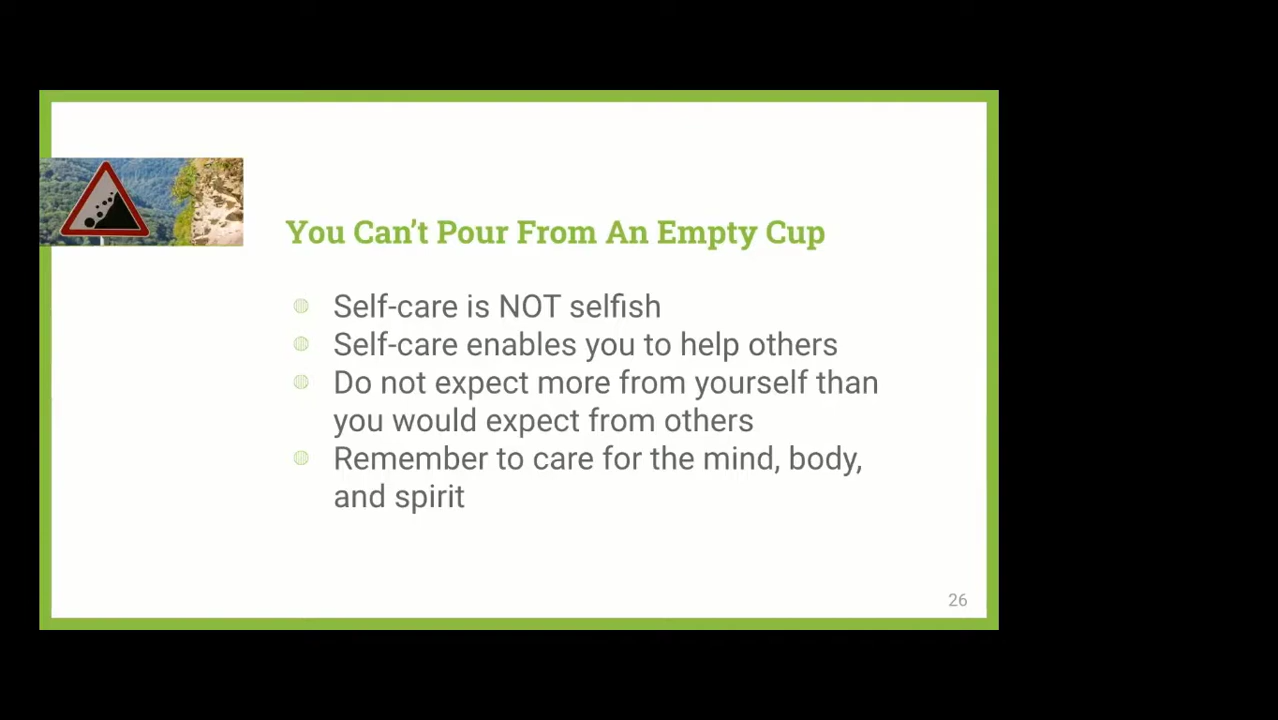 You Can't Pour From An Empty Cup
Self-care is NOT selfish
Self-care enables you to help others
Do not expect more from yourself than
you would expect from others
Remember to care for the mind, body,
and spirit
26